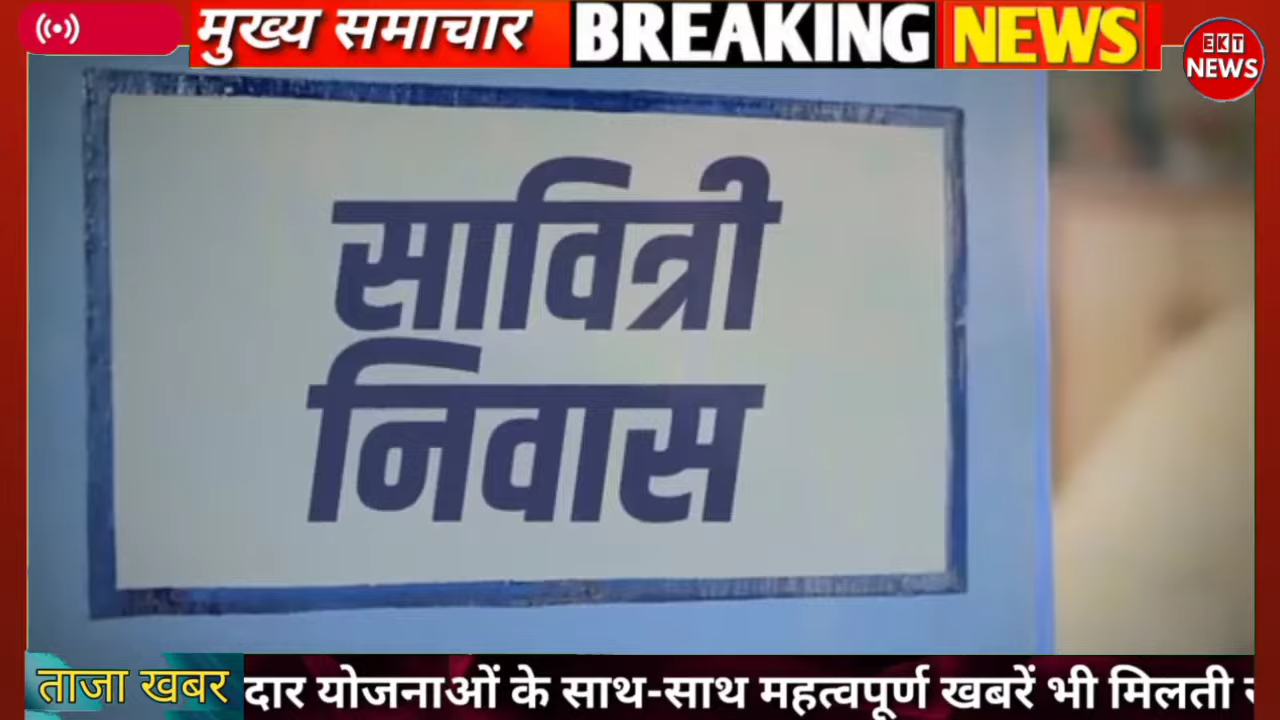 मुख्य समाचार BREAKING NEWS
EKT
NEWS
सावित्री
निवास
ताजा खबर दार योजनाओं के साथ-साथ महत्वपूर्ण खबरें भी मिलती